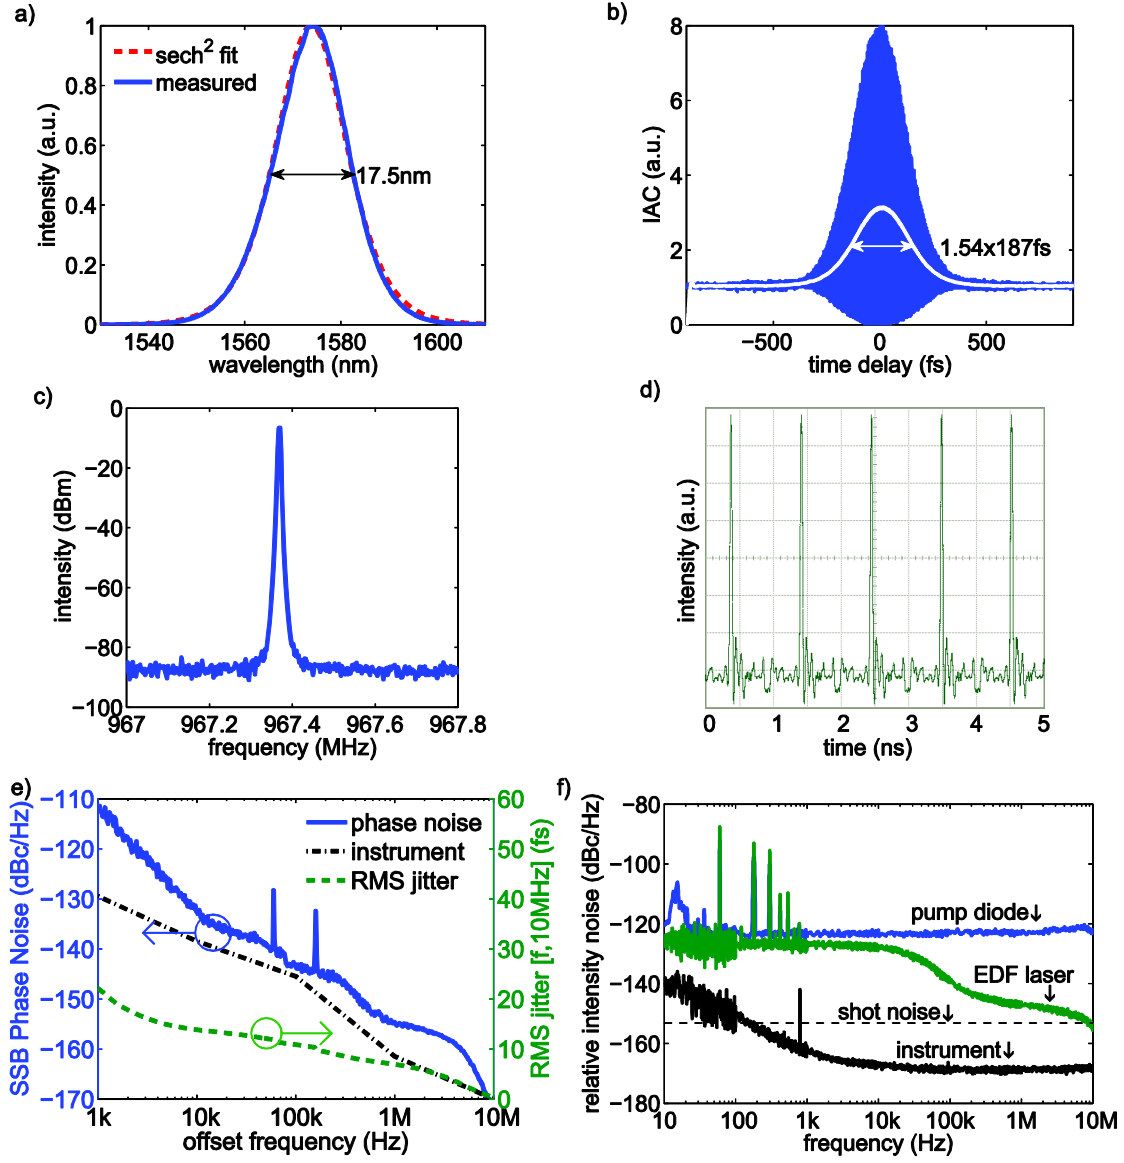 a)
1
0.8
0.6
0.4
0.2
0
intensity (a.u.)
sech² fit
measured
17.5nm
1540
1560
1580
1600
wavelength (nm)
b)
8
6
4
2
0
IAC (a.u.)
1.54x187fs
−500
0
500
time delay (fs)
c)
0
−20
−40
−60
−80
−100
intensity (dBm)
967
967.2
967.4
967.6
967.8
frequency (MHz)
d)
intensity (a.u.)
0
1
2
3
4
5
time (ns)
e)
−110
−120
−130
−140
−150
−160
−170
SSB Phase Noise (dBc/Hz)
phase noise
instrument
RMS jitter
60
50
40
30
20
10
0
RMS jitter [f,10MHz] (fs)
1k
10k
100k
1M
10M
offset frequency (Hz)
f)
−80
−100
−120
−140
−160
−180
relative intensity noise (dBc/Hz)
pump diode↓
EDF laser
↓
shot noise↓
instrument↓
10
100
1k
10k
100k
1M
10M
frequency (Hz)